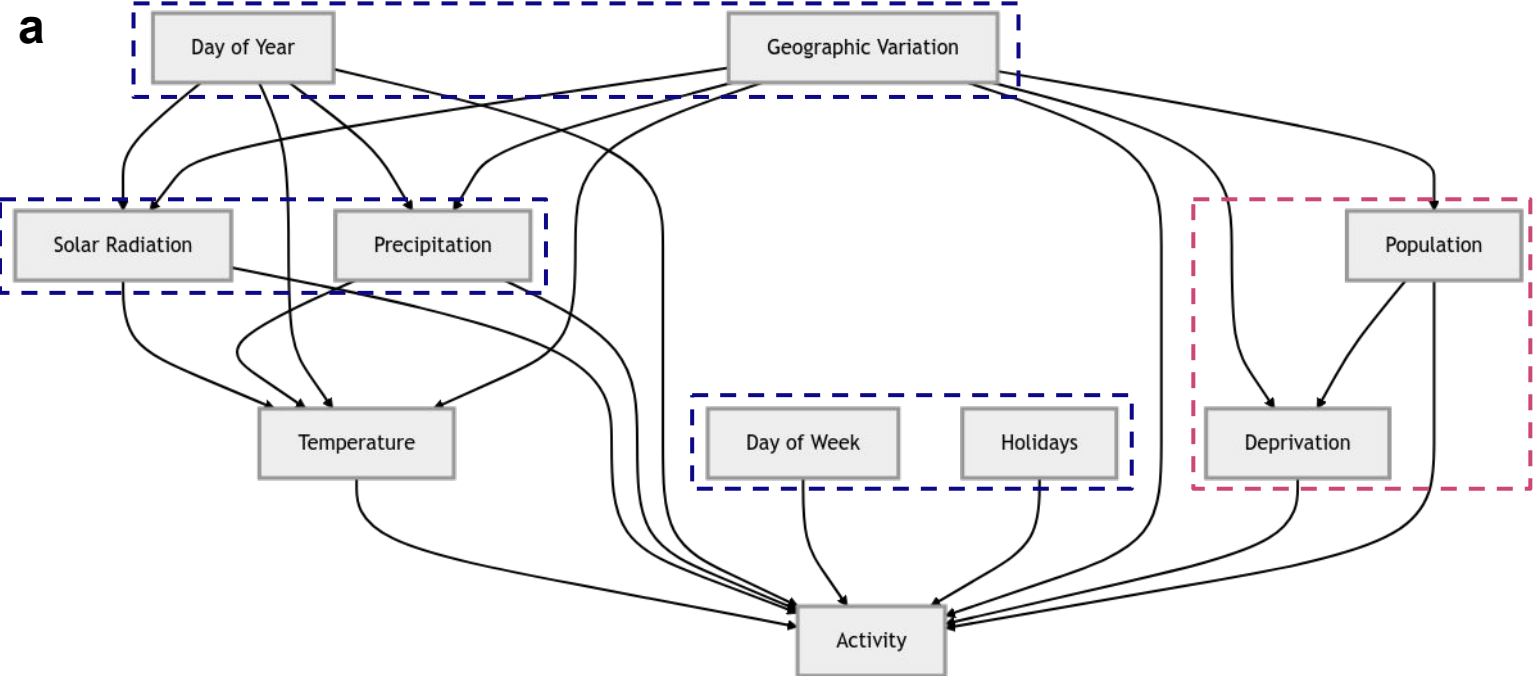 a
Day of Year
Geographic Variation
Solar Radiation
Precipitation
Population
Temperature
Day of Week
Holidays
Deprivation
Activity